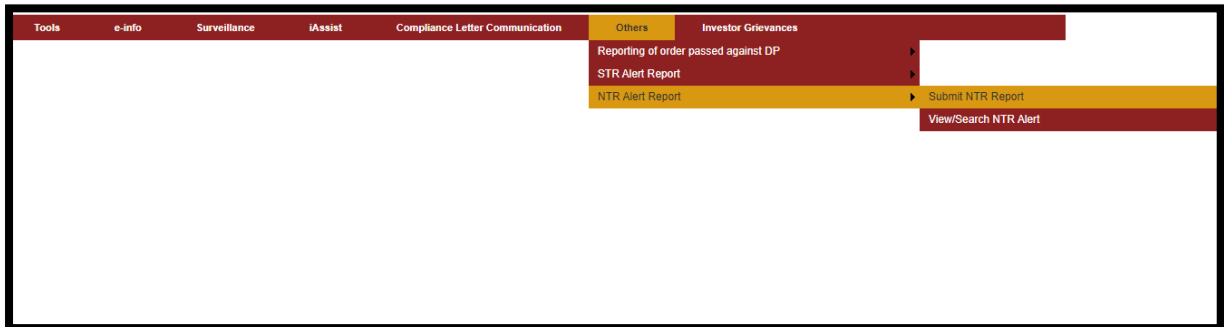 Tools e-info Surveillance iAssist Compliance Letter Communication Others Investor Grievances
Reporting of order passed against DP
STR Alert Report
NTR Alert Report Submit NTR Report
View/Search NTR Alert